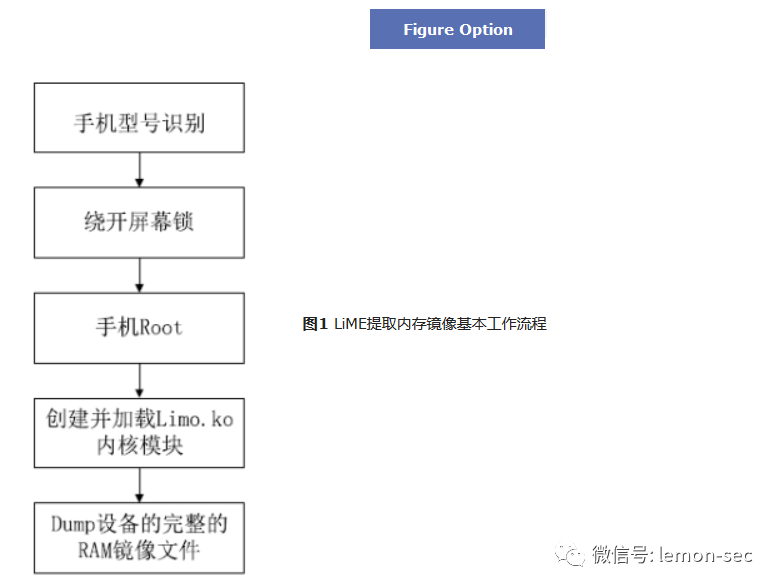 Figure Option
手机型号识别
绕开屏幕锁
手机Root
图1 LiME提取内存镜像基本工作流程
创建并加载Limo.ko
内核模块
Dump设备的完整的
RAM镜像文件
微信号: lemon-sec